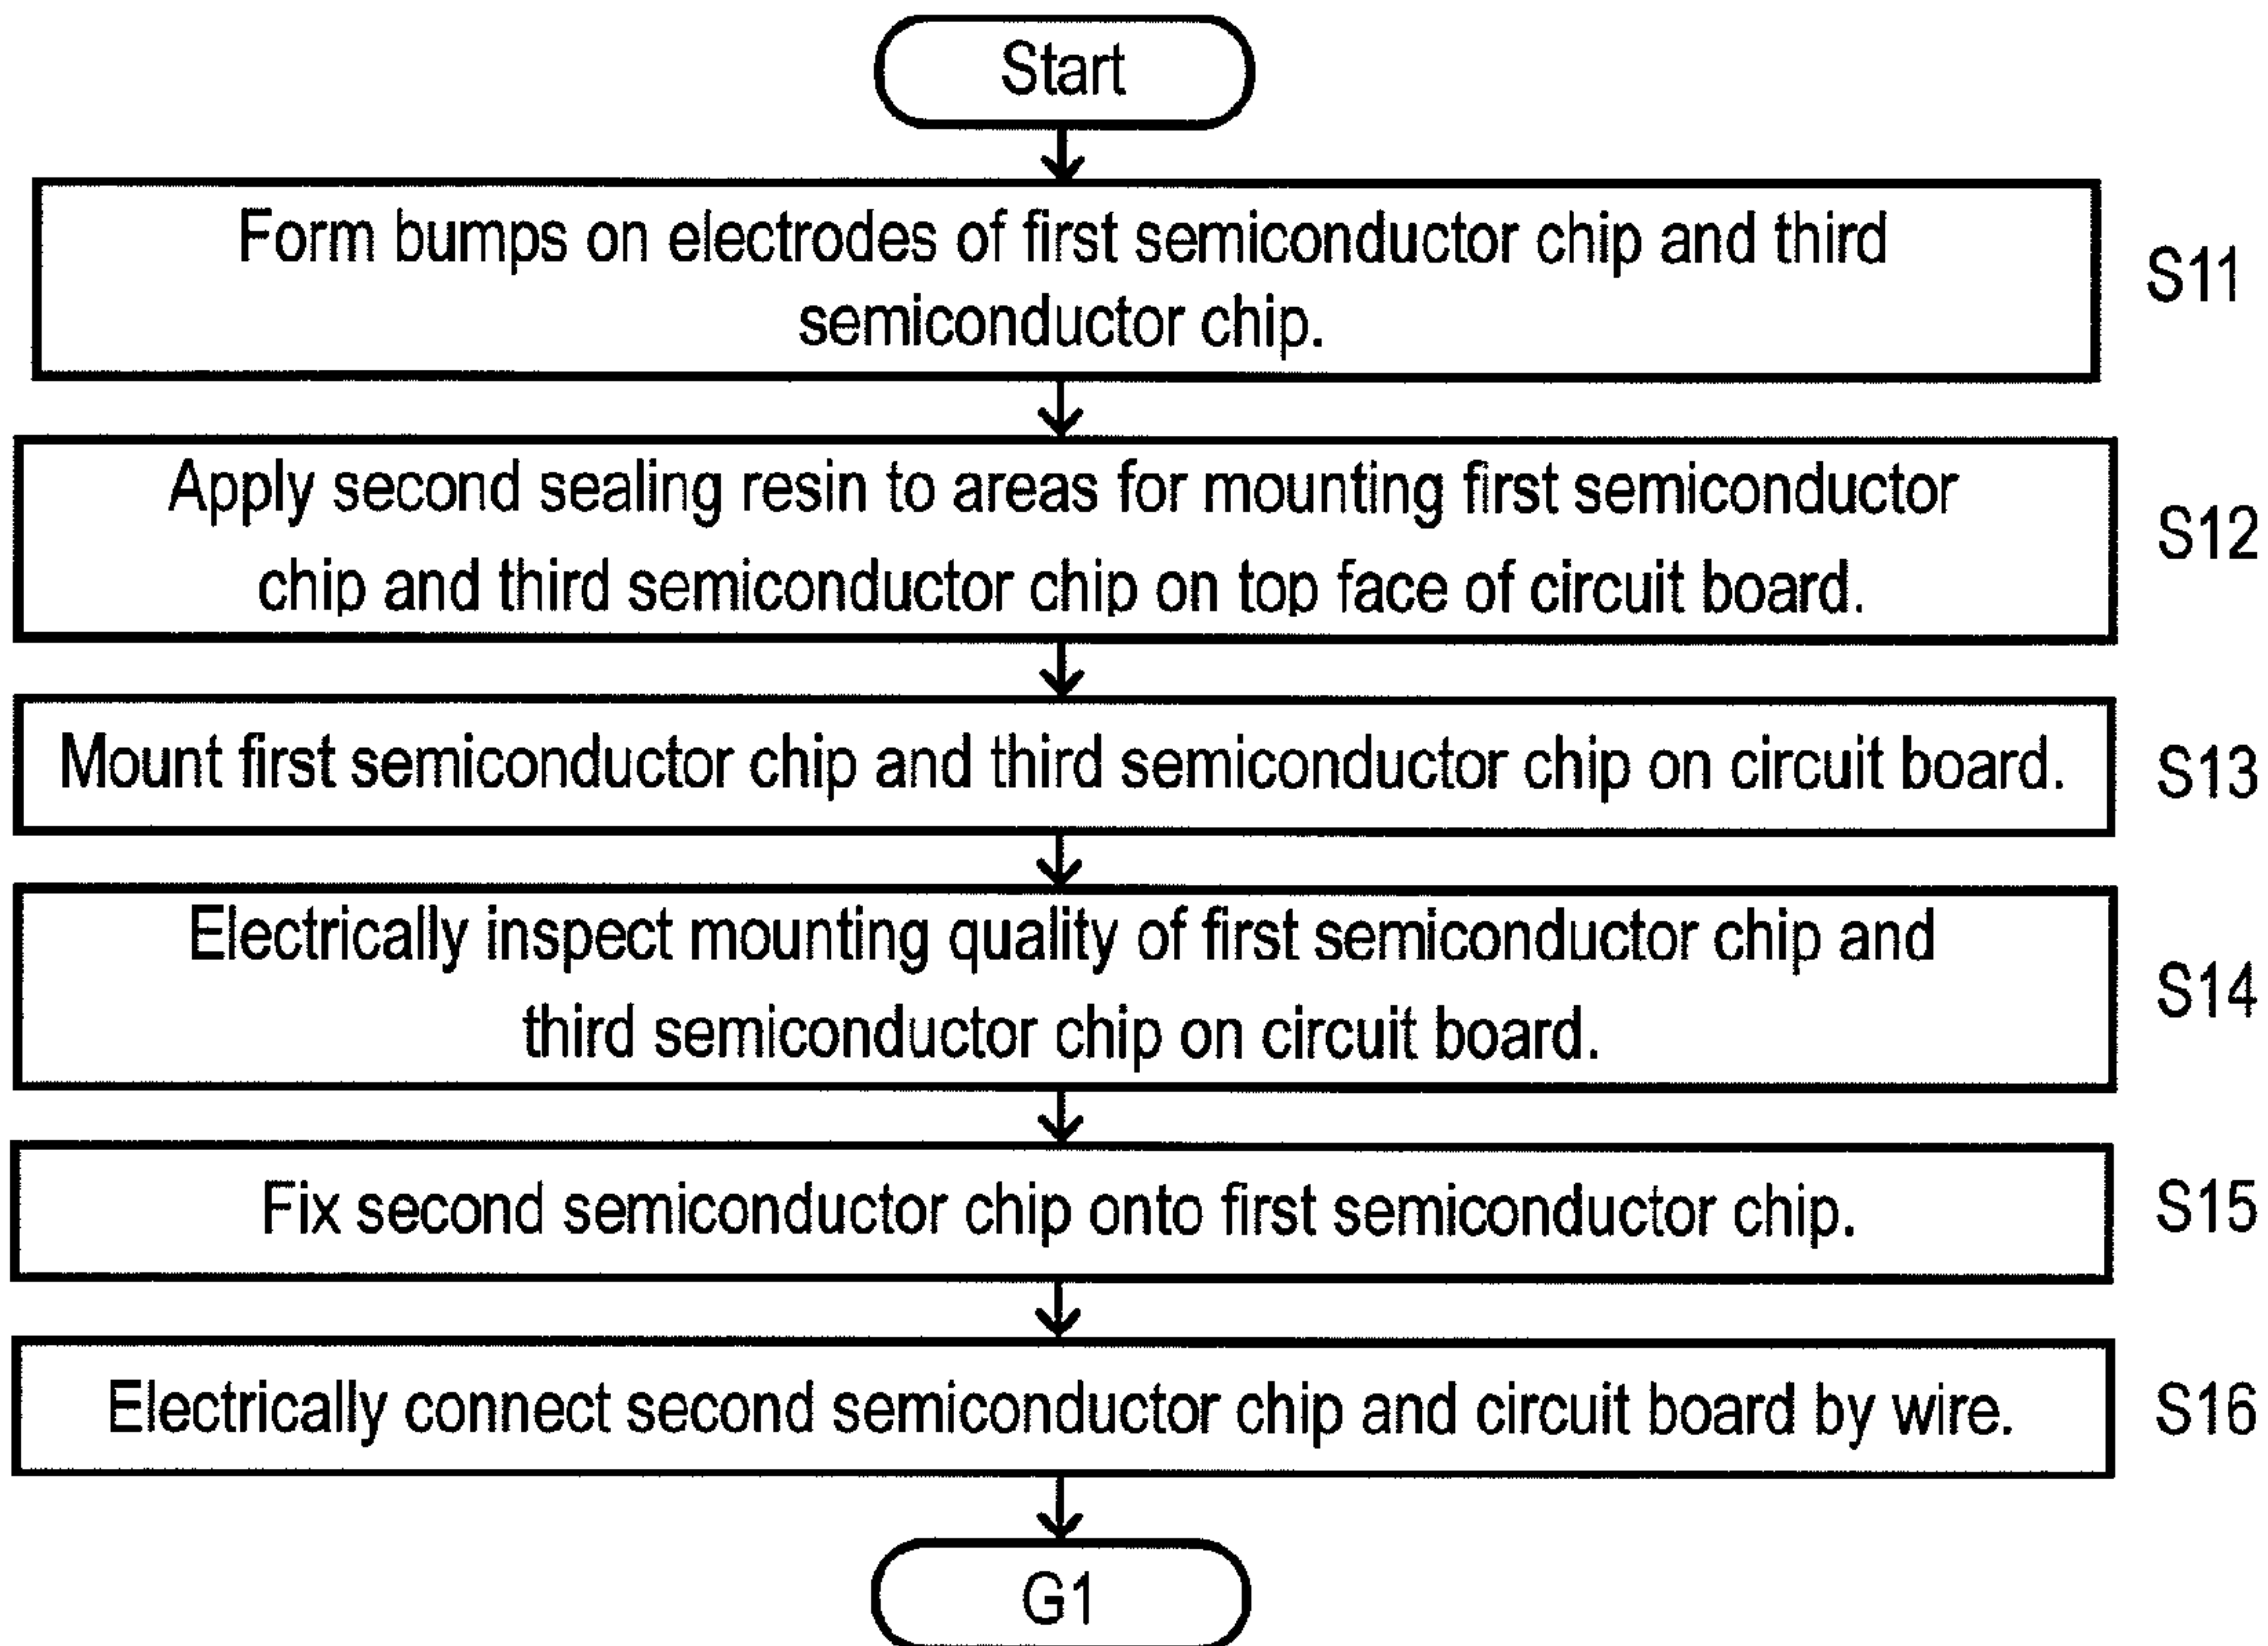 Start
Form bumps on electrodes of first semiconductor chip and third
semiconductor chip.
S11
Apply second sealing resin to areas for mounting first semiconductor
chip and third semiconductor chip on top face of circuit board.
S12
Mount first semiconductor chip and third semiconductor chip on circuit board.
S13
Electrically inspect mounting quality of first semiconductor chip and
third semiconductor chip on circuit board.
S14
Fix second semiconductor chip onto first semiconductor chip.
S15
Electrically connect second semiconductor chip and circuit board by wire.
S16
G1